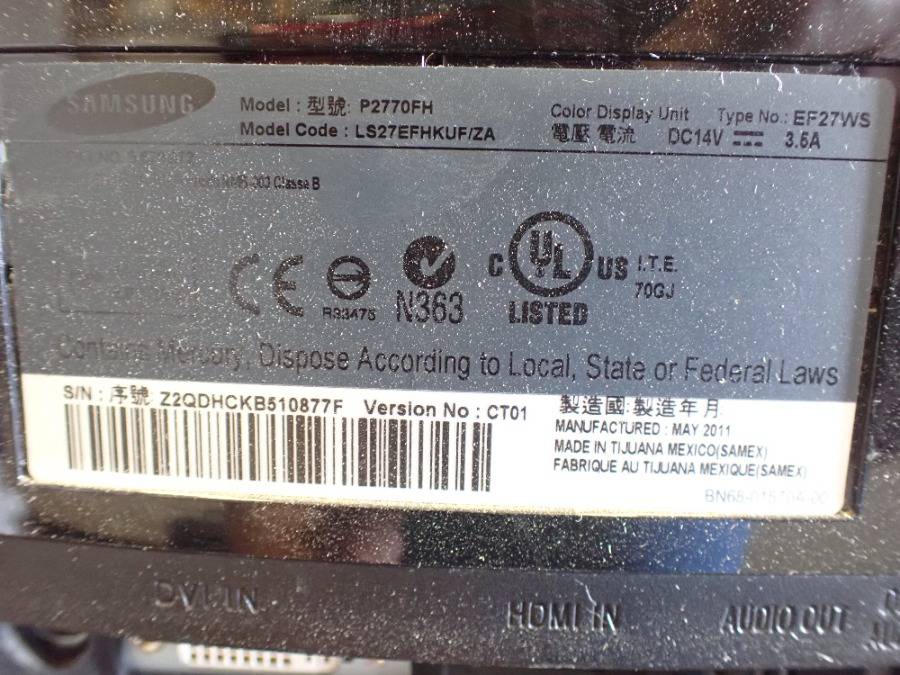 SAMSUNG
Model : 型號: P2770FH
Model Code : LS27EFHKUF/ZA
Color Display Unit Type No.: EF27WS
電壓 電流 DC14V 3.5A
Classe B
CE
R33475
N363
C UL US
LISTED
I.T.E.
70GJ
Contains Mercury, Dispose According to Local, State or Federal Laws
S/N : 序號 Z2QDHCKB510877F Version No : CT01
製造國: 製造年月
MANUFACTURED : MAY 2011
MADE IN TIJUANA MEXICO(SAMEX)
FABRIQUE AU TIJUANA MEXIQUE(SAMEX)
DVI IN
HDMI IN
AUDIO OUT